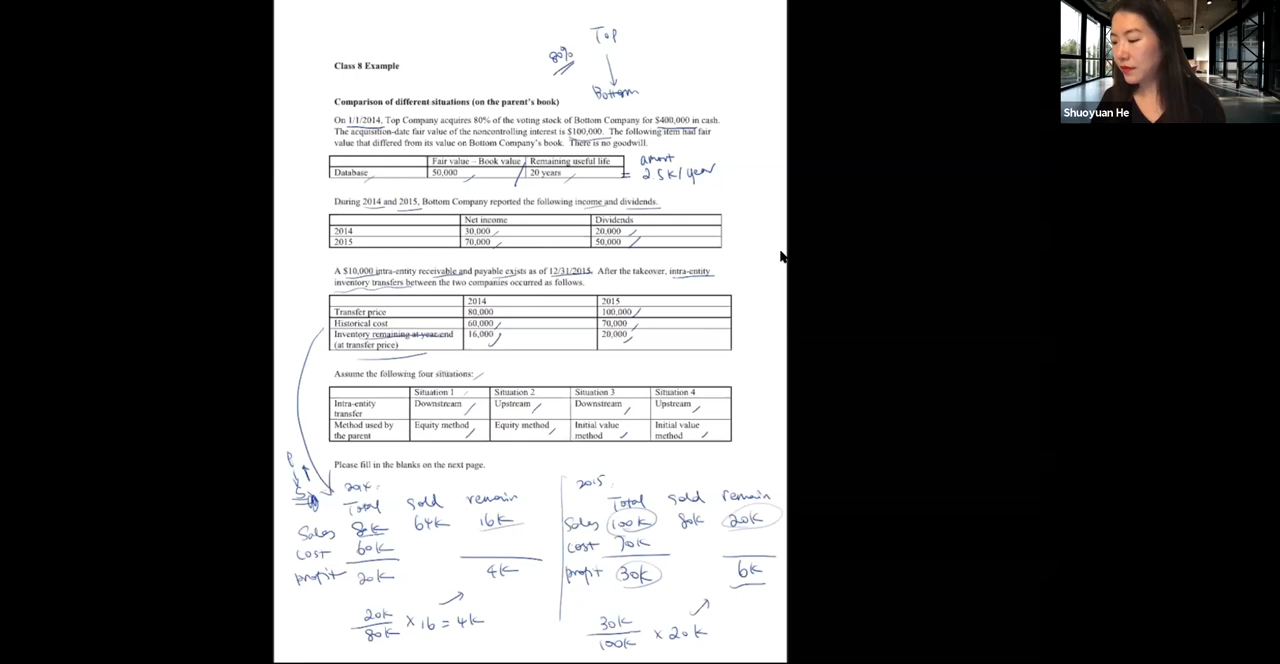 Top
80%
Bottom
Class 8 Example
Comparison of different situations (on the parent's book)
On 1/1/2014, Top Company acquires 80% of the voting stock of Bottom Company for $400,000 in cash.
The acquisition-date fair value of the noncontrolling interest is $100,000. The following item had fair
value that differed from its value on Bottom Company's book. There is no goodwill.
Fair value – Book value Remaining useful life
Database 50,000 20 years
amort
= 2.5k/year
During 2014 and 2015, Bottom Company reported the following income and dividends.
Net income Dividends
2014 30,000 20,000
2015 70,000 50,000
A $10,000 intra-entity receivable and payable exists as of 12/31/2015. After the takeover, intra-entity
inventory transfers between the two companies occurred as follows.
2014 2015
Transfer price 80,000 100,000
Historical cost 60,000 70,000
Inventory remaining at year-end 16,000 20,000
(at transfer price)
Assume the following four situations:
Situation 1 Situation 2 Situation 3 Situation 4
Intra-entity Downstream Upstream Downstream Upstream
transfer
Method used by Equity method Equity method Initial value Initial value
the parent method method
Please fill in the blanks on the next page.
2014:
Total Sold remain
Sales 80k 64k 16k
cost 60k
profit 20k 4k
20k / 80k × 16 = 4k
2015:
Total Sold remain
Sales 100k 80k 20k
cost 70k
profit 30k 6k
30k / 100k × 20k
Shuoyuan He